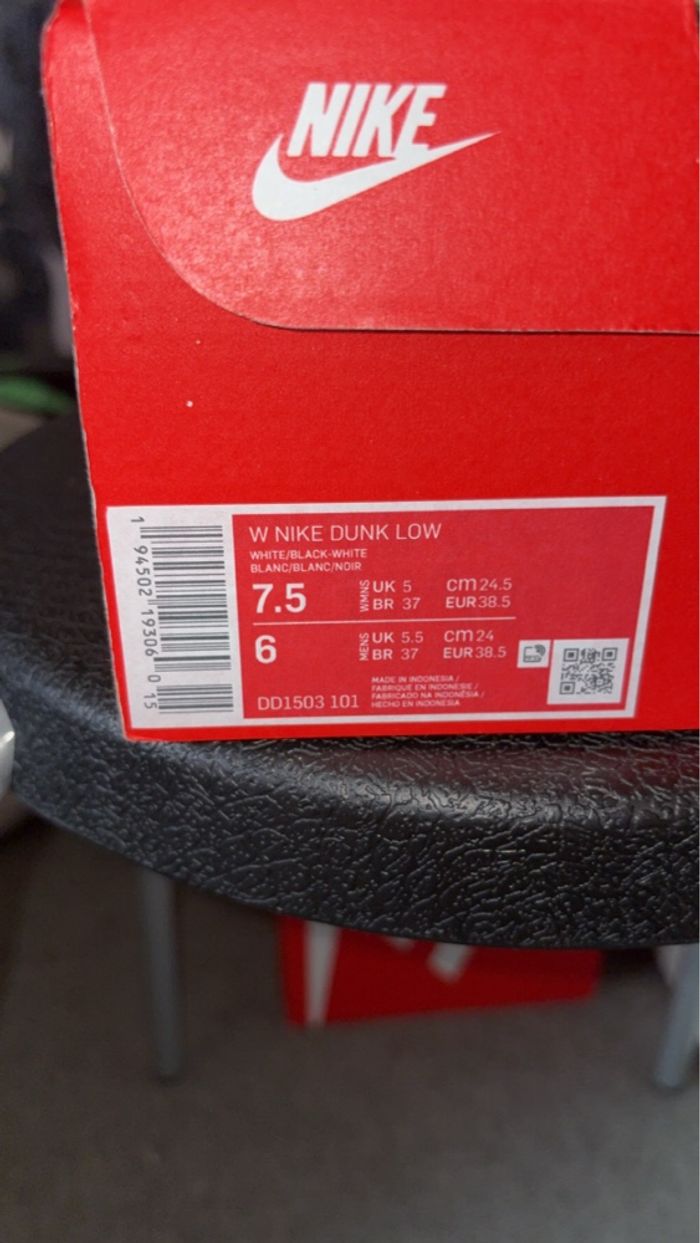 NIKE
W NIKE DUNK LOW
WHITE/BLACK-WHITE
BLANC/BLANC/NOIR
7.5 WMNS UK 5 cm 24.5
BR 37 EUR 38.5
6 MENS UK 5.5 cm 24
BR 37 EUR 38.5
DD1503 101
MADE IN INDONESIA /
FABRIQUE EN INDONESIE /
FABRICADO NA INDONÉSIA /
HECHO EN INDONESIA
1 94502 19306 0 15